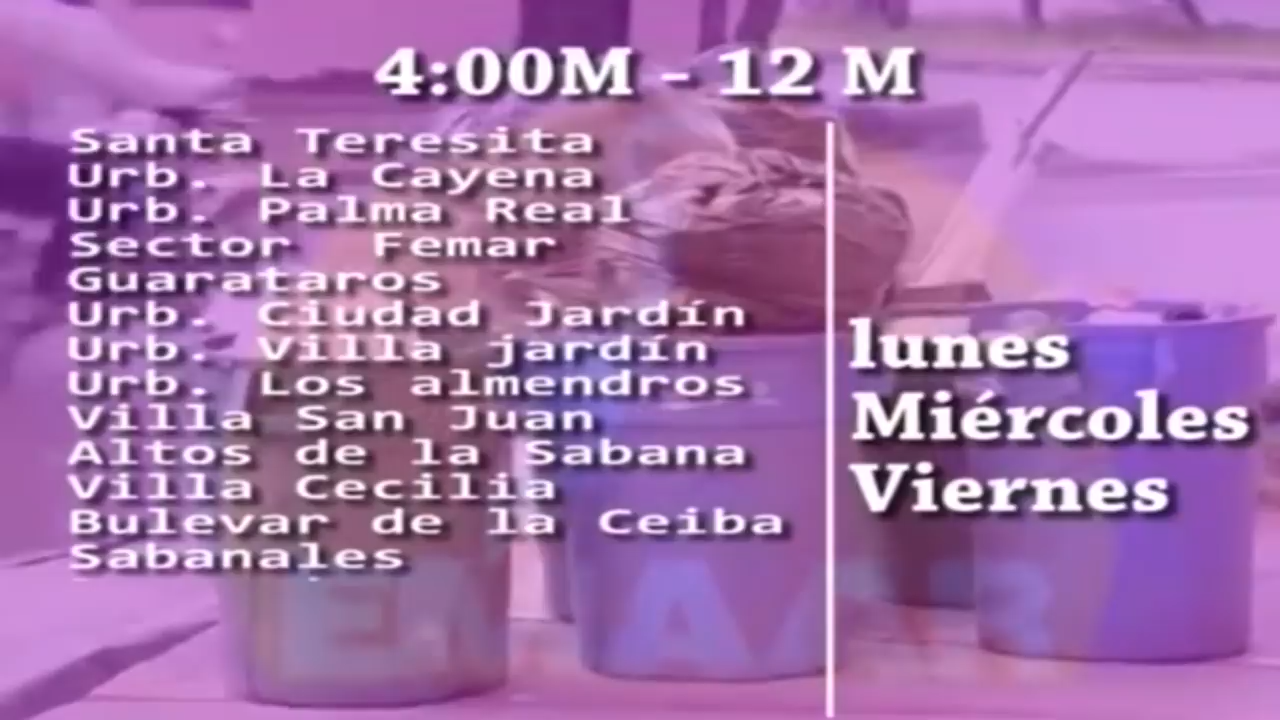 4:00M - 12 M
Santa Teresita
Urb. La Cayena
Urb. Palma Real
Sector Femar
Guarataros
Urb. Ciudad Jardín
Urb. Villa jardín
Urb. Los almendros
Villa San Juan
Altos de la Sabana
Villa Cecilia
Bulevar de la Ceiba
Sabanales
lunes
Miércoles
Viernes